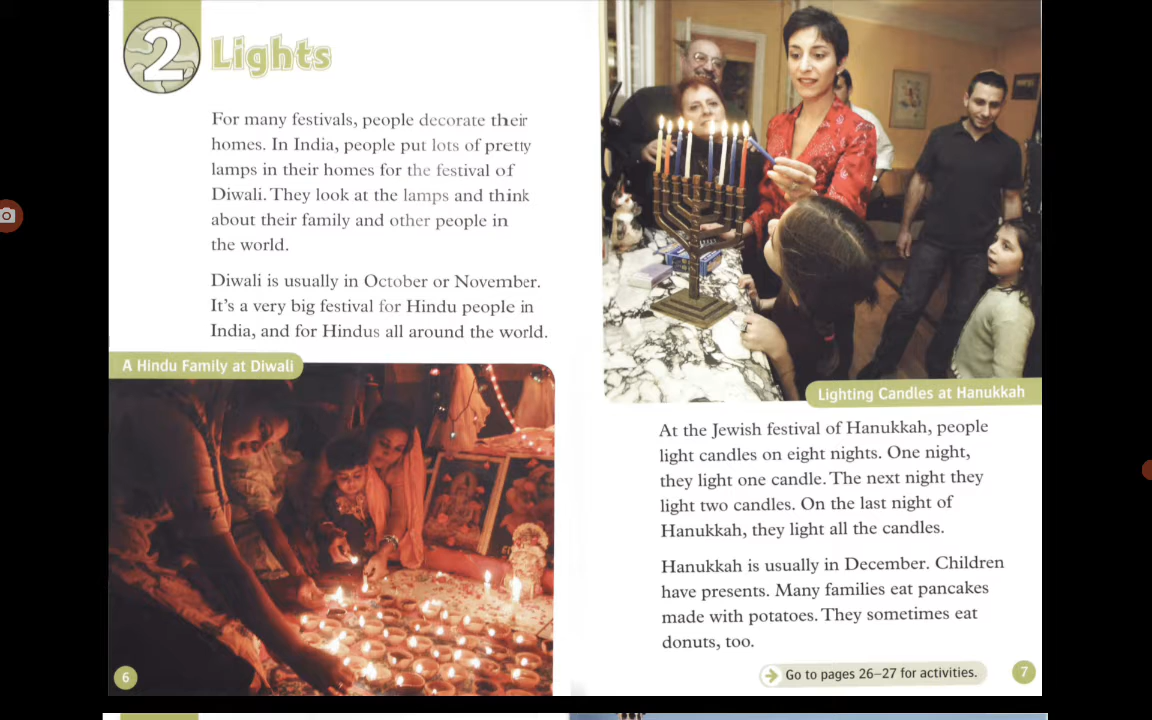 2 Lights
For many festivals, people decorate their
homes. In India, people put lots of pretty
lamps in their homes for the festival of
Diwali. They look at the lamps and think
about their family and other people in
the world.
Diwali is usually in October or November.
It's a very big festival for Hindu people in
India, and for Hindus all around the world.
A Hindu Family at Diwali
6
Lighting Candles at Hanukkah
At the Jewish festival of Hanukkah, people
light candles on eight nights. One night,
they light one candle. The next night they
light two candles. On the last night of
Hanukkah, they light all the candles.
Hanukkah is usually in December. Children
have presents. Many families eat pancakes
made with potatoes. They sometimes eat
donuts, too.
Go to pages 26–27 for activities.
7